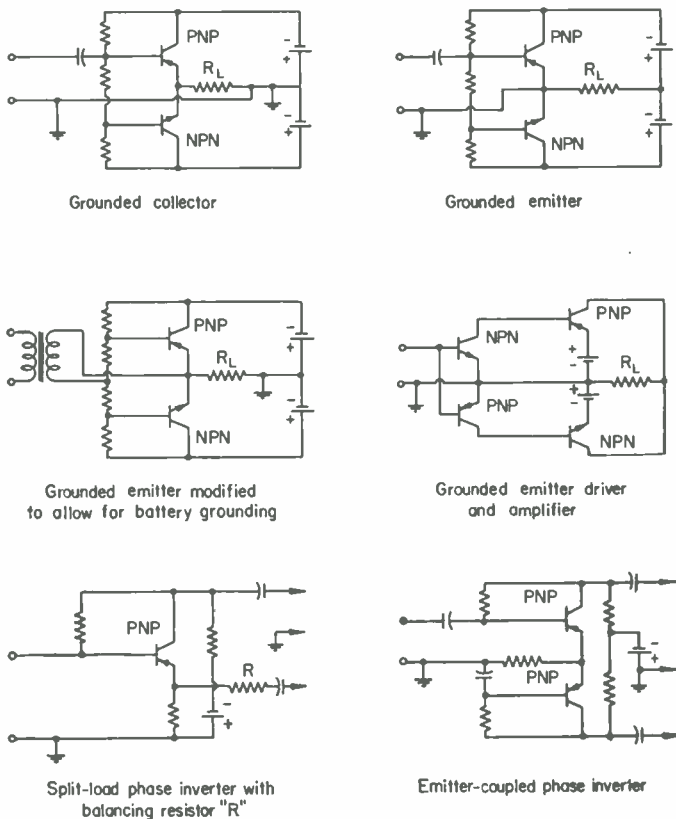 PNP
R_L
NPN
Grounded collector
PNP
R_L
NPN
Grounded emitter
PNP
R_L
NPN
Grounded emitter modified
to allow for battery grounding
NPN
PNP
PNP
R_L
NPN
Grounded emitter driver
and amplifier
PNP
R
Split-load phase inverter with
balancing resistor "R"
PNP
PNP
Emitter-coupled phase inverter